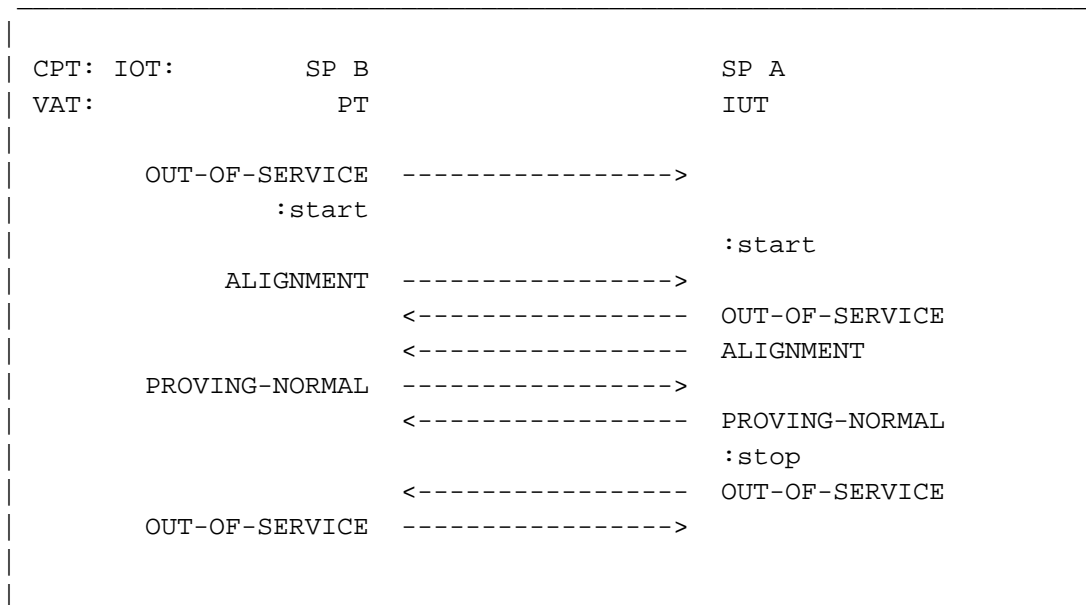 CPT: IOT: SP B SP A
VAT: PT IUT
OUT-OF-SERVICE ----------------->
:start
:start
ALIGNMENT ----------------->
<----------------- OUT-OF-SERVICE
<----------------- ALIGNMENT
PROVING-NORMAL ----------------->
<----------------- PROVING-NORMAL
:stop
<----------------- OUT-OF-SERVICE
OUT-OF-SERVICE ----------------->